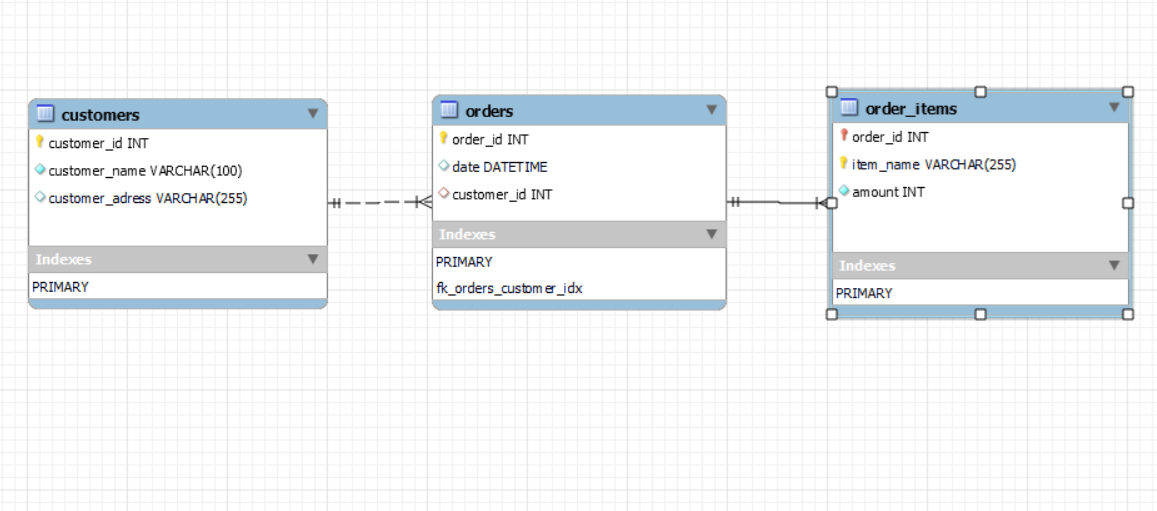 customers
customer_id INT
customer_name VARCHAR(100)
customer_adress VARCHAR(255)
Indexes
PRIMARY
orders
order_id INT
date DATETIME
customer_id INT
Indexes
PRIMARY
fk_orders_customer_idx
order_items
order_id INT
item_name VARCHAR(255)
amount INT
Indexes
PRIMARY